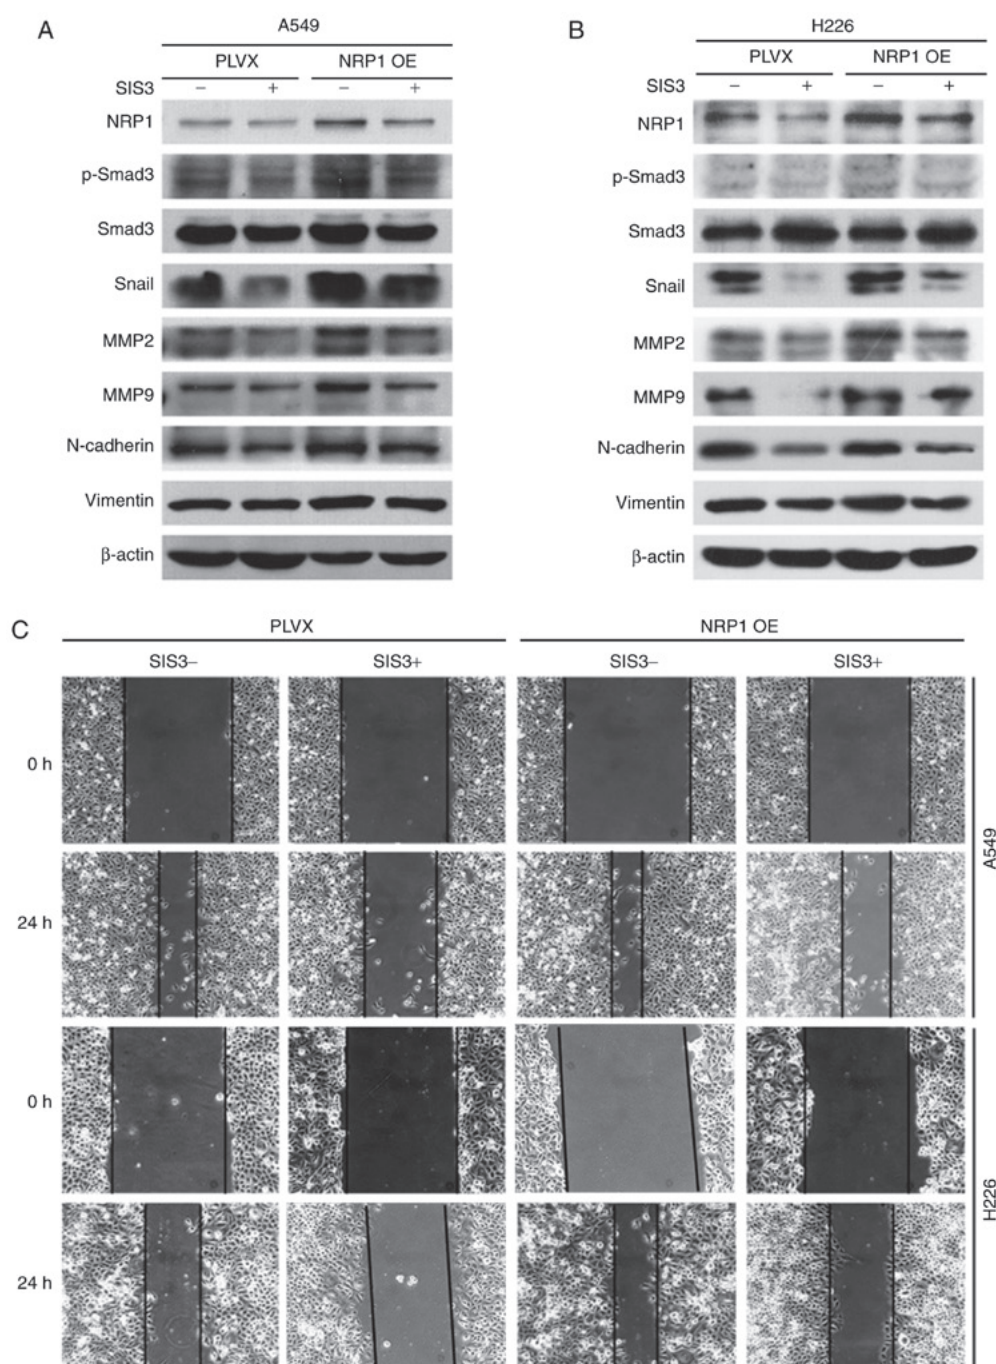 A
A549
PLVX NRP1 OE
SIS3 − + − +
NRP1
p-Smad3
Smad3
Snail
MMP2
MMP9
N-cadherin
Vimentin
β-actin
B
H226
PLVX NRP1 OE
SIS3 − + − +
NRP1
p-Smad3
Smad3
Snail
MMP2
MMP9
N-cadherin
Vimentin
β-actin
C
PLVX NRP1 OE
SIS3− SIS3+ SIS3− SIS3+
0 h
24 h
A549
0 h
24 h
H226